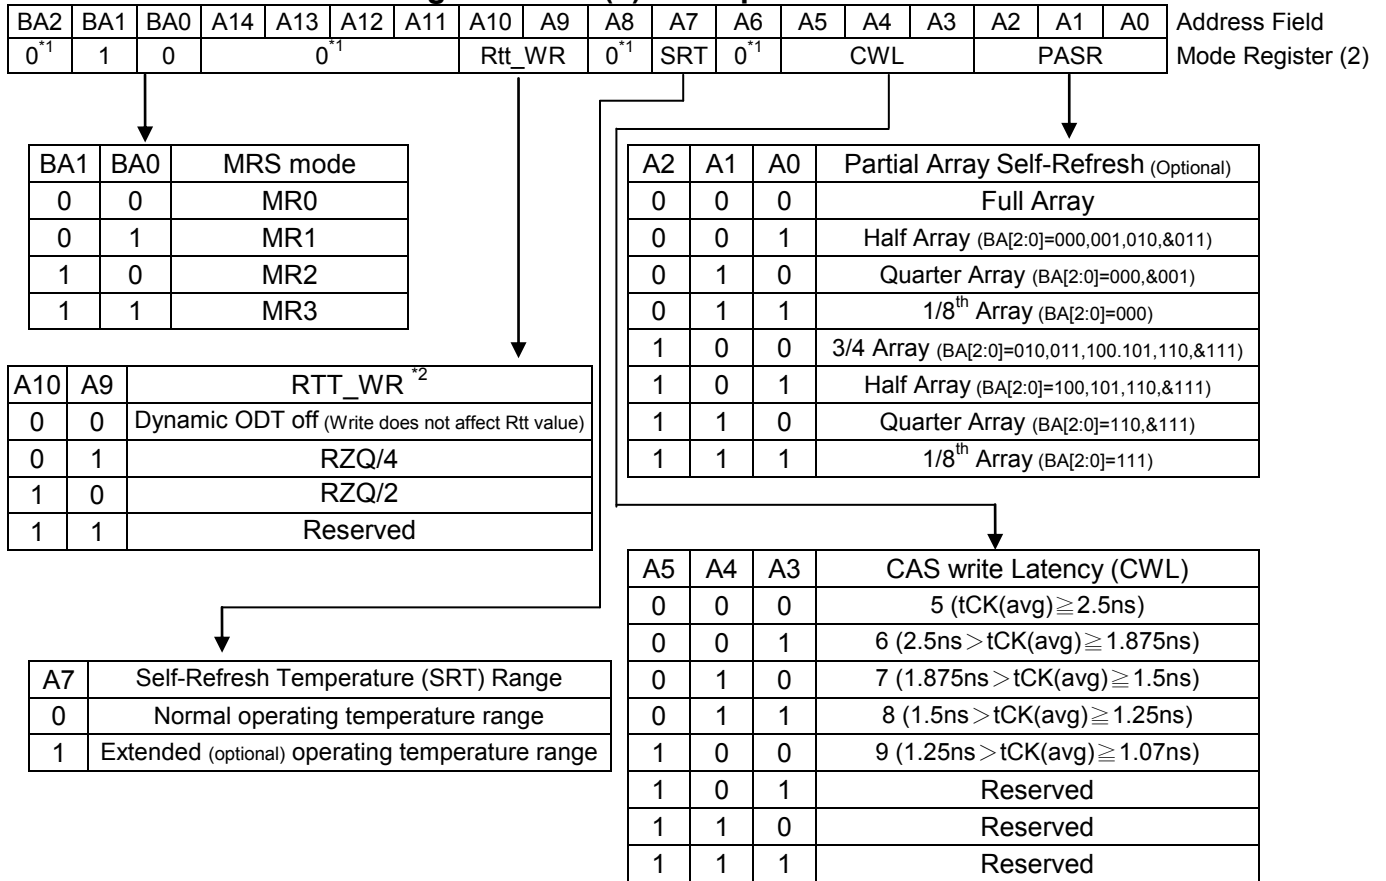 BA2 BA1 BA0 A14 A13 A12 A11 A10 A9 A8 A7 A6 A5 A4 A3 A2 A1 A0 Address Field
0*1 1 0 0*1 Rtt_WR 0*1 SRT 0*1 CWL PASR Mode Register (2)
BA1 BA0 MRS mode
0 0 MR0
0 1 MR1
1 0 MR2
1 1 MR3
A2 A1 A0 Partial Array Self-Refresh (Optional)
0 0 0 Full Array
0 0 1 Half Array (BA[2:0]=000,001,010,&011)
0 1 0 Quarter Array (BA[2:0]=000,&001)
0 1 1 1/8th Array (BA[2:0]=000)
1 0 0 3/4 Array (BA[2:0]=010,011,100.101,110,&111)
1 0 1 Half Array (BA[2:0]=100,101,110,&111)
1 1 0 Quarter Array (BA[2:0]=110,&111)
1 1 1 1/8th Array (BA[2:0]=111)
A10 A9 RTT_WR *2
0 0 Dynamic ODT off (Write does not affect Rtt value)
0 1 RZQ/4
1 0 RZQ/2
1 1 Reserved
A5 A4 A3 CAS write Latency (CWL)
0 0 0 5 (tCK(avg)≧2.5ns)
0 0 1 6 (2.5ns>tCK(avg)≧1.875ns)
0 1 0 7 (1.875ns>tCK(avg)≧1.5ns)
0 1 1 8 (1.5ns>tCK(avg)≧1.25ns)
1 0 0 9 (1.25ns>tCK(avg)≧1.07ns)
1 0 1 Reserved
1 1 0 Reserved
1 1 1 Reserved
A7 Self-Refresh Temperature (SRT) Range
0 Normal operating temperature range
1 Extended (optional) operating temperature range